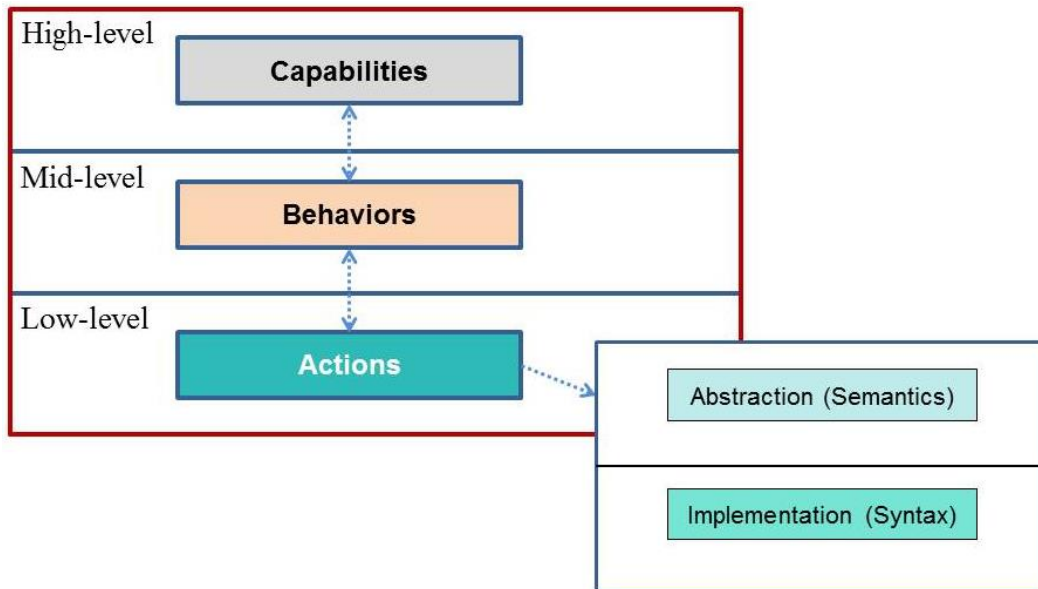 High-level
Capabilities
Mid-level
Behaviors
Low-level
Actions
Abstraction (Semantics)
Implementation (Syntax)